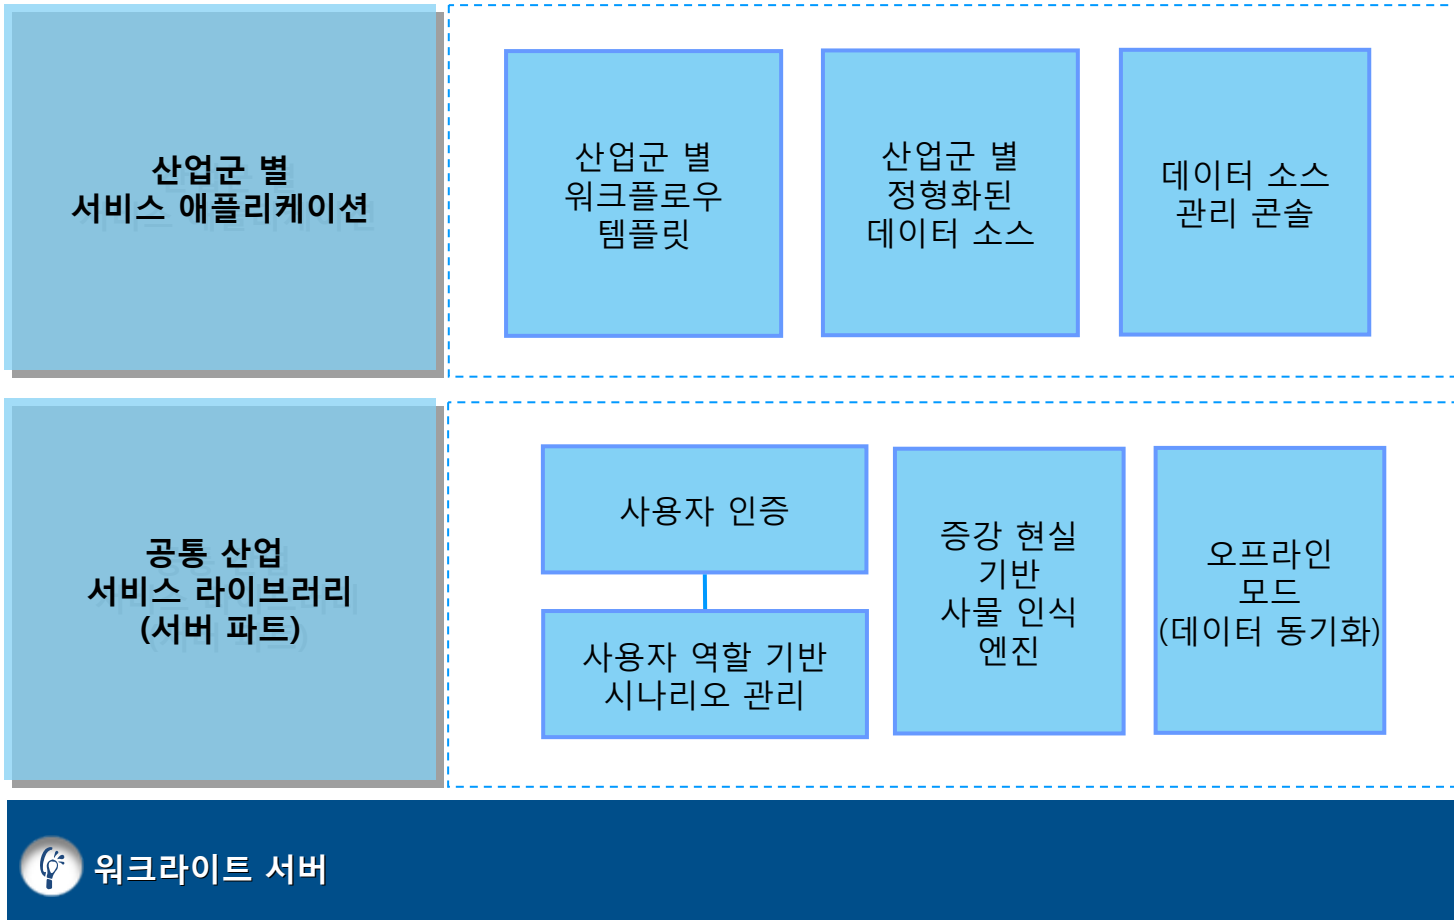 산업군 별
서비스 애플리케이션
산업군 별
워크플로우
템플릿
산업군 별
정형화된
데이터 소스
데이터 소스
관리 콘솔
공통 산업
서비스 라이브러리
(서버 파트)
사용자 인증
사용자 역할 기반
시나리오 관리
증강 현실
기반
사물 인식
엔진
오프라인
모드
(데이터 동기화)
워크라이트 서버